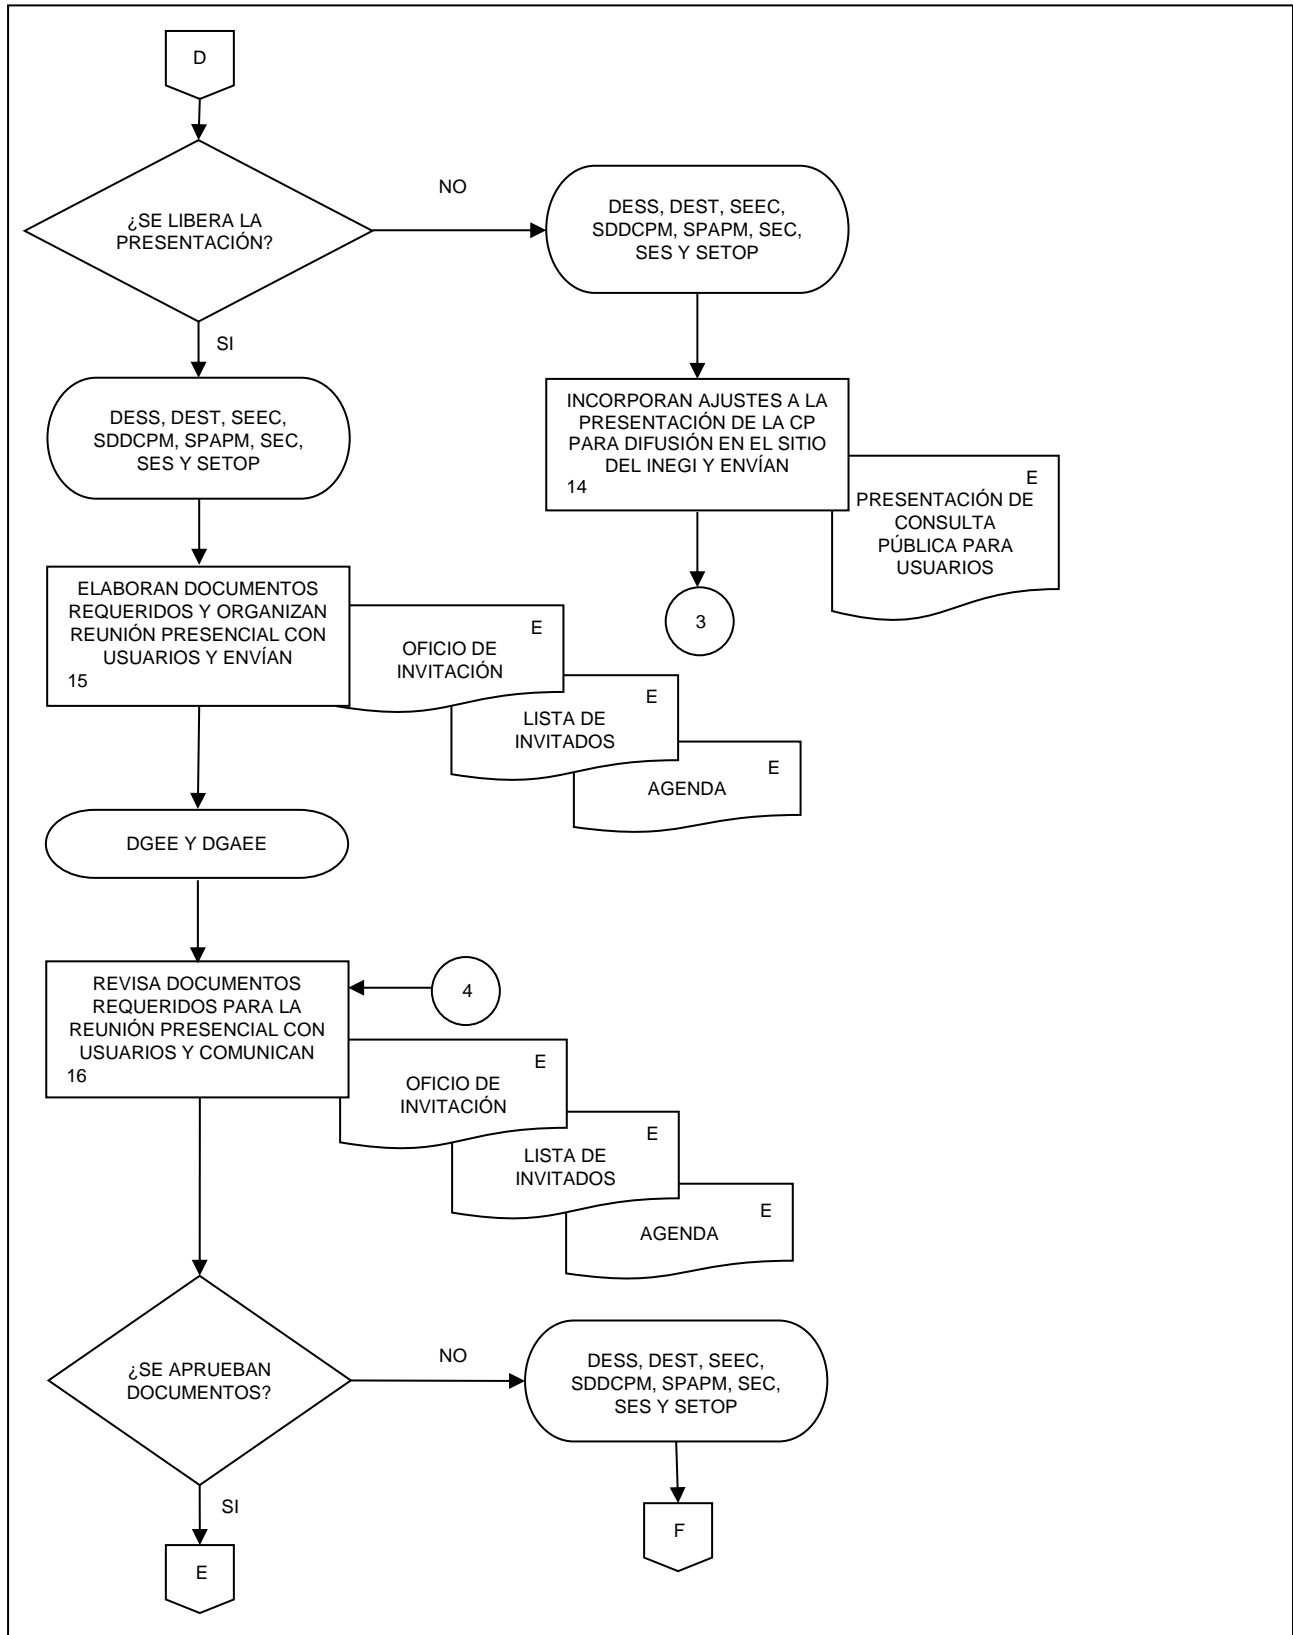 D
¿SE LIBERA LA
PRESENTACIÓN?
NO
DESS, DEST, SEEC,
SDDCPM, SPAPM, SEC,
SES Y SETOP
SI
DESS, DEST, SEEC,
SDDCPM, SPAPM, SEC,
SES Y SETOP
INCORPORAN AJUSTES A LA
PRESENTACIÓN DE LA CP
PARA DIFUSIÓN EN EL SITIO
DEL INEGI Y ENVÍAN
14
E
PRESENTACIÓN DE
CONSULTA
PÚBLICA PARA
USUARIOS
3
ELABORAN DOCUMENTOS
REQUERIDOS Y ORGANIZAN
REUNIÓN PRESENCIAL CON
USUARIOS Y ENVÍAN
15
E
OFICIO DE
INVITACIÓN
E
LISTA DE
INVITADOS
E
AGENDA
DGEE Y DGAEE
REVISA DOCUMENTOS
REQUERIDOS PARA LA
REUNIÓN PRESENCIAL CON
USUARIOS Y COMUNICAN
16
4
E
OFICIO DE
INVITACIÓN
E
LISTA DE
INVITADOS
E
AGENDA
¿SE APRUEBAN
DOCUMENTOS?
NO
DESS, DEST, SEEC,
SDDCPM, SPAPM, SEC,
SES Y SETOP
SI
F
E